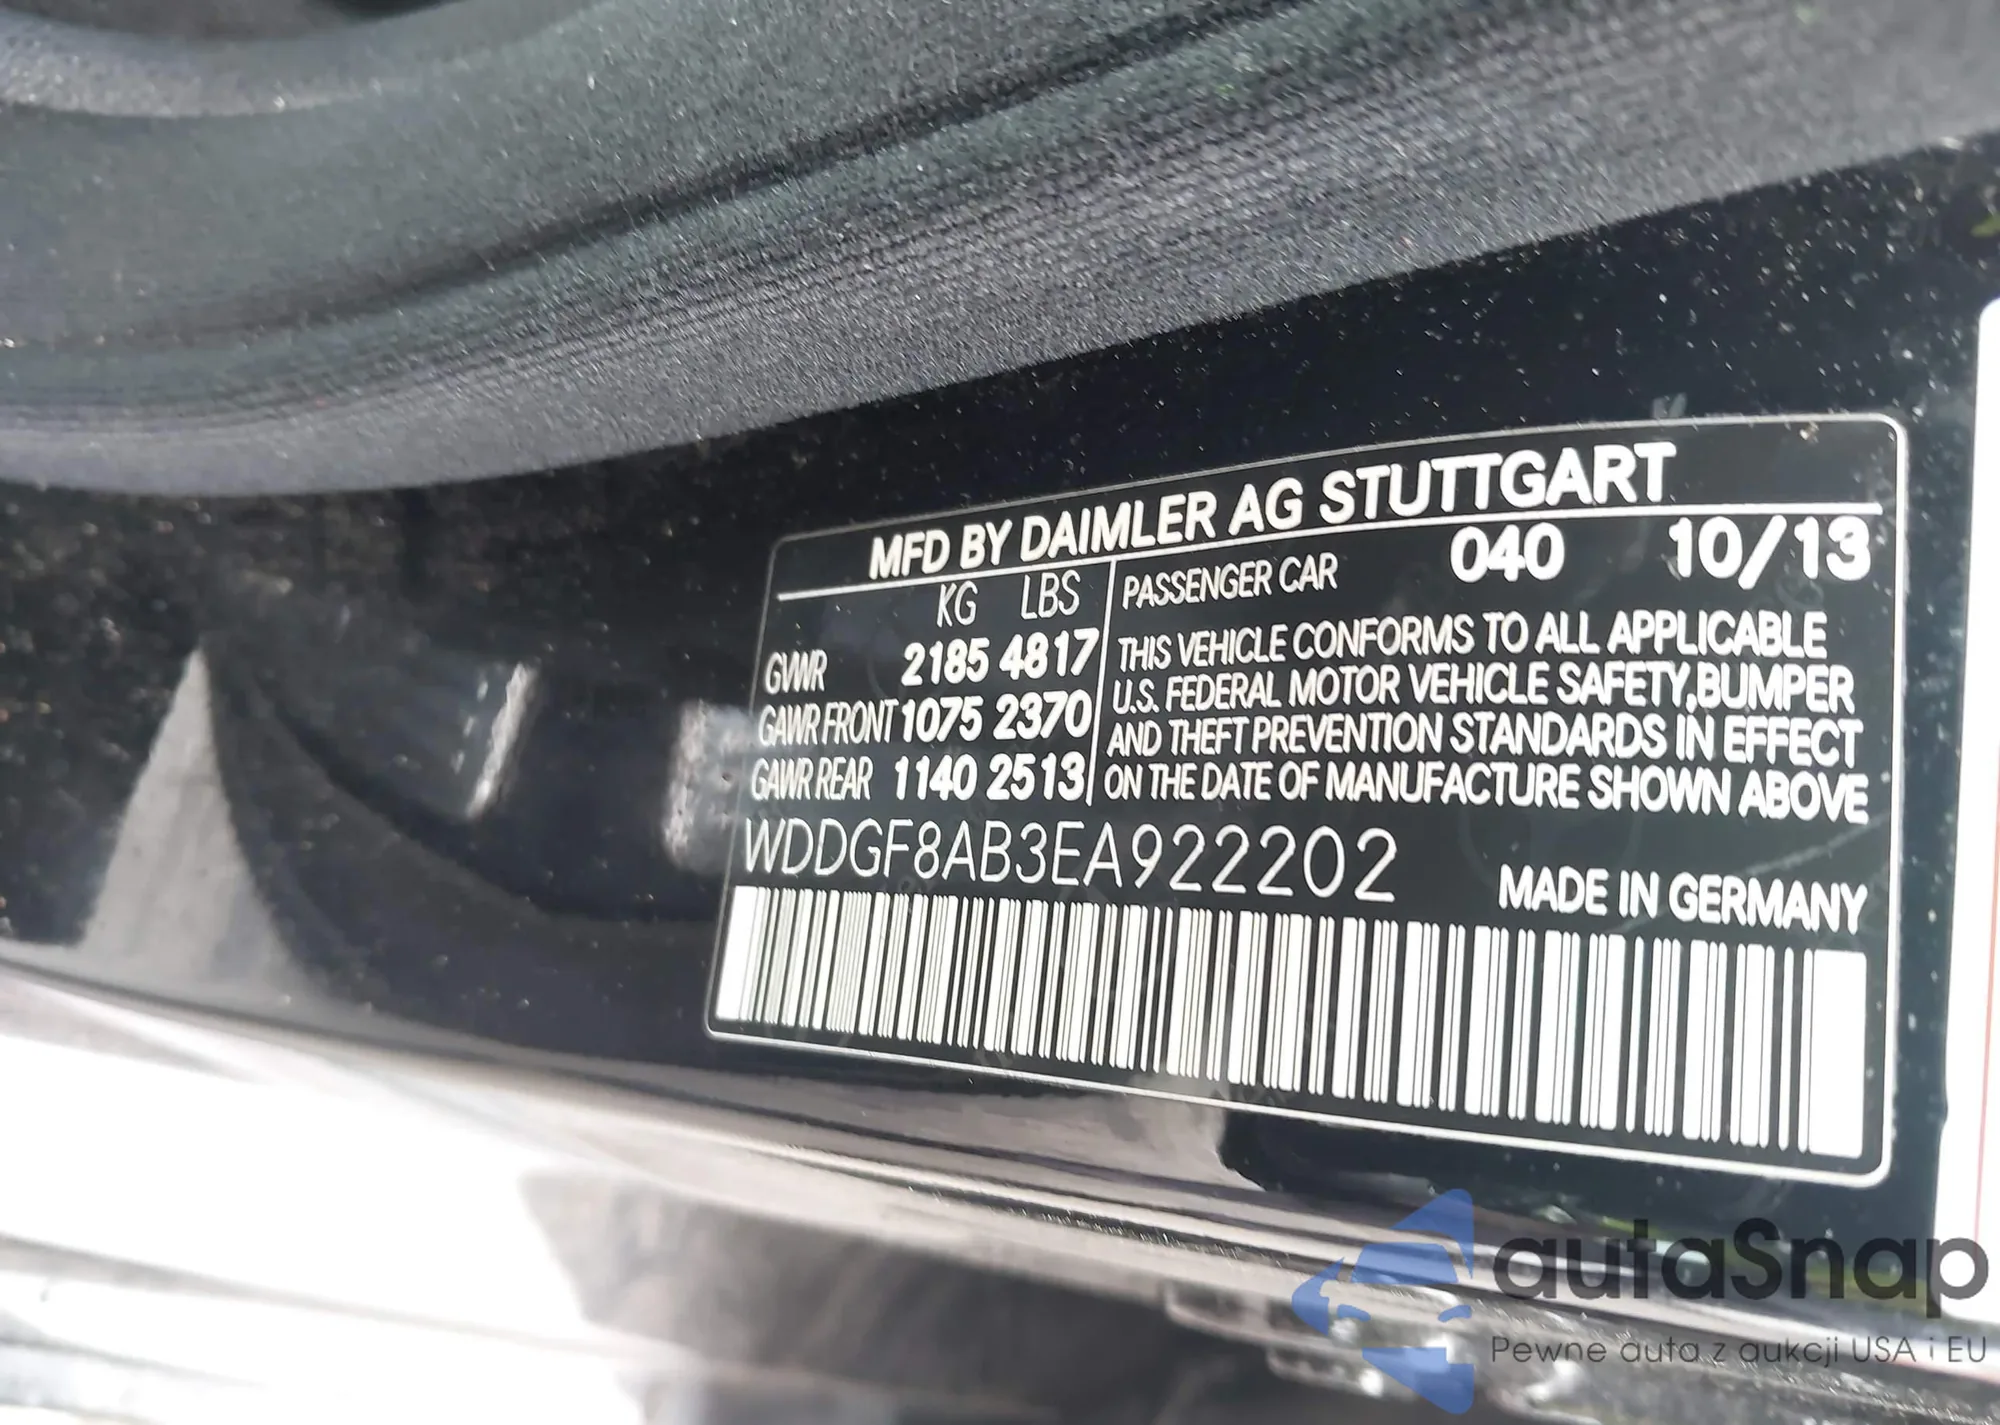 MFD BY DAIMLER AG STUTTGART
KG LBS
GVWR 2185 4817
GAWR FRONT 1075 2370
GAWR REAR 1140 2513
PASSENGER CAR 040 10/13
THIS VEHICLE CONFORMS TO ALL APPLICABLE
U.S. FEDERAL MOTOR VEHICLE SAFETY,BUMPER
AND THEFT PREVENTION STANDARDS IN EFFECT
ON THE DATE OF MANUFACTURE SHOWN ABOVE
WDDGF8AB3EA922202
MADE IN GERMANY
autaSnap
Pewne auta z aukcji USA i EU